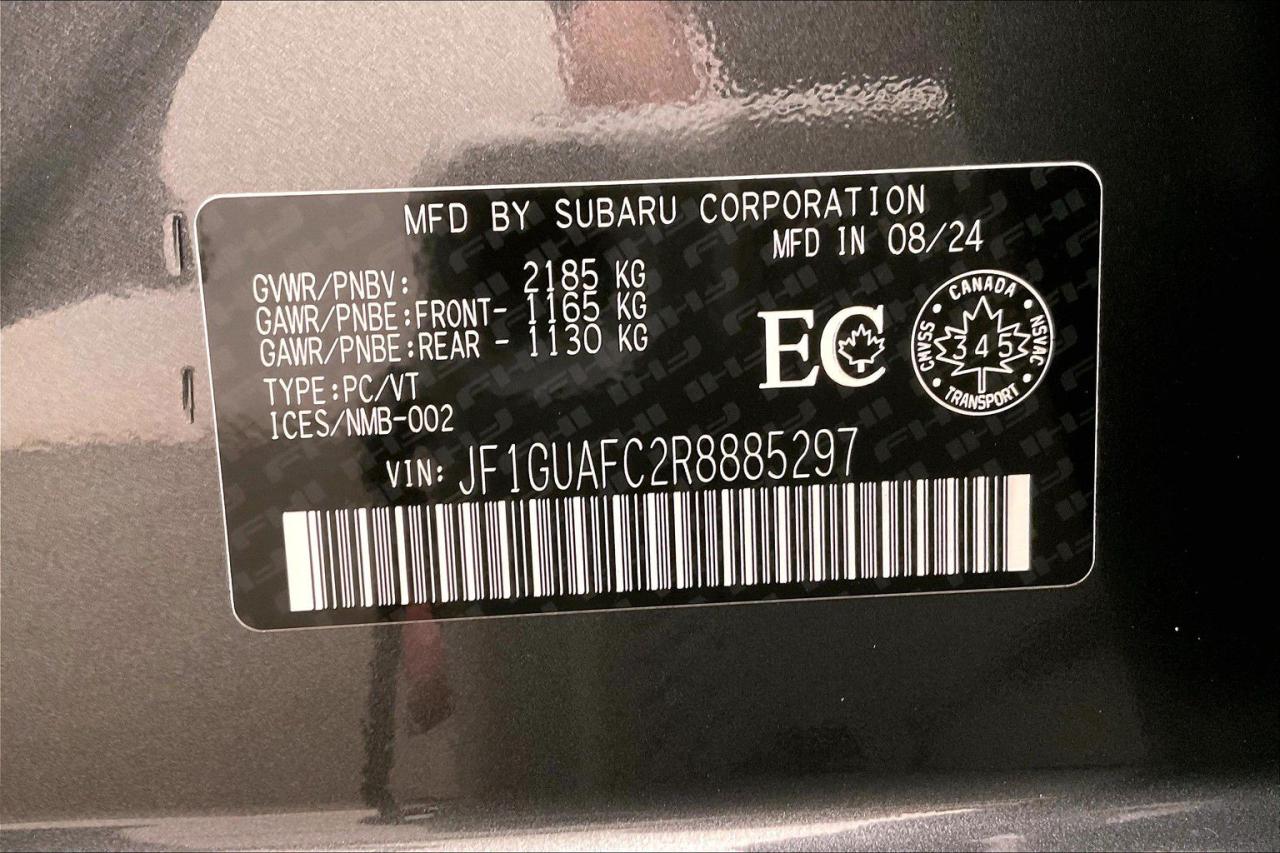 MFD BY SUBARU CORPORATION
MFD IN 08/24
GVWR/PNBV: 2185 KG
GAWR/PNBE:FRONT- 1165 KG
GAWR/PNBE:REAR - 1130 KG
TYPE:PC/VT
ICES/NMB-002
EC
CANADA
CMVSS
345
NSVAC
TRANSPORT
VIN: JF1GUAFC2R8885297